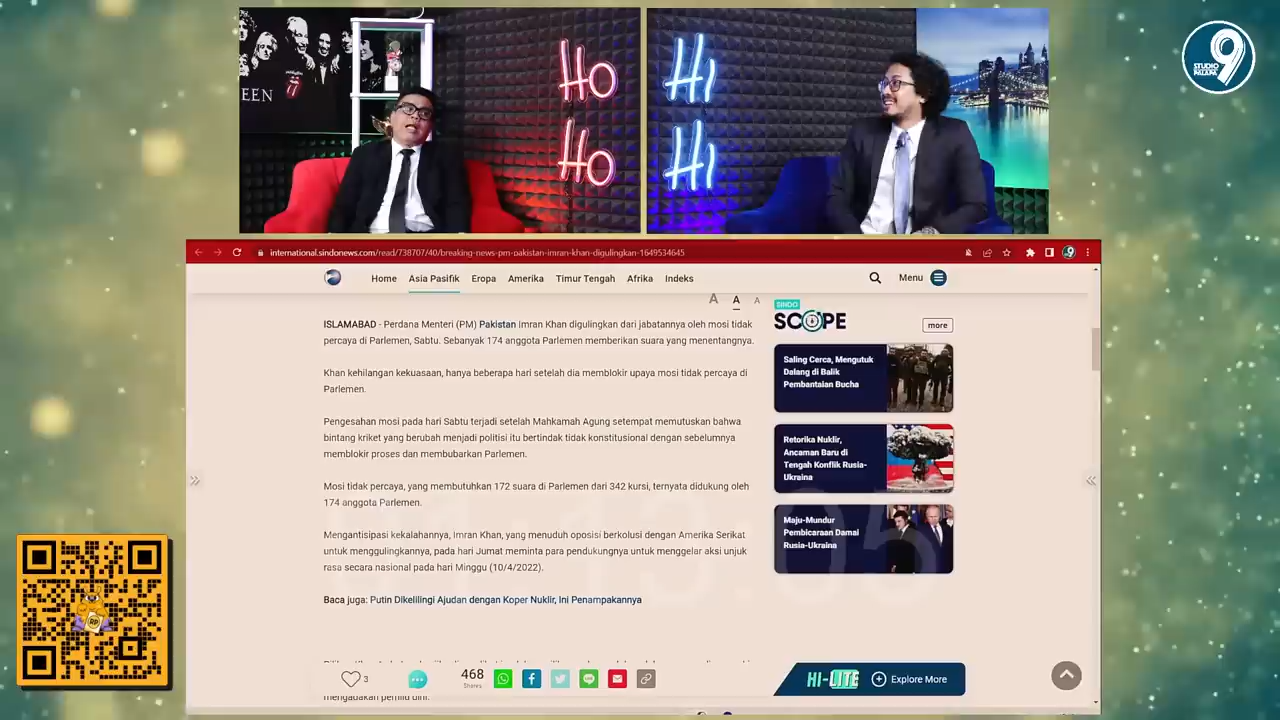 EEN
Ho
Ho
Hi
Hi
9
STUDIO
PALAPA
international.sindonews.com/read/738707/40/breaking-news-pm-pakistan-imran-khan-digulingkan-1649534645
Home Asia Pasifik Eropa Amerika Timur Tengah Afrika Indeks
Menu
A A A
ISLAMABAD - Perdana Menteri (PM) Pakistan Imran Khan digulingkan dari jabatannya oleh mosi tidak
percaya di Parlemen, Sabtu. Sebanyak 174 anggota Parlemen memberikan suara yang menentangnya.
Khan kehilangan kekuasaan, hanya beberapa hari setelah dia memblokir upaya mosi tidak percaya di
Parlemen.
Pengesahan mosi pada hari Sabtu terjadi setelah Mahkamah Agung setempat memutuskan bahwa
bintang kriket yang berubah menjadi politisi itu bertindak tidak konstitusional dengan sebelumnya
memblokir proses dan membubarkan Parlemen.
Mosi tidak percaya, yang membutuhkan 172 suara di Parlemen dari 342 kursi, ternyata didukung oleh
174 anggota Parlemen.
Mengantisipasi kekalahannya, Imran Khan, yang menuduh oposisi berkolusi dengan Amerika Serikat
untuk menggulingkannya, pada hari Jumat meminta para pendukungnya untuk menggelar aksi unjuk
rasa secara nasional pada hari Minggu (10/4/2022).
Baca juga: Putin Dikelilingi Ajudan dengan Koper Nuklir, Ini Penampakannya
mengadakan pemilu dini.
SINDO
SCOPE
more
Saling Cerca, Mengutuk
Dalang di Balik
Pembantaian Bucha
Retorika Nuklir,
Ancaman Baru di
Tengah Konflik Rusia-
Ukraina
Maju-Mundur
Pembicaraan Damai
Rusia-Ukraina
3
468
Shares
HI-LITE
Explore More
RP